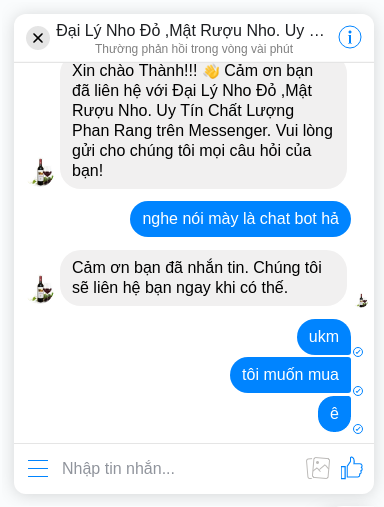 Đại Lý Nho Đỏ ,Mật Rượu Nho. Uy ...
Thường phản hồi trong vòng vài phút
Xin chào Thành!!! 👋 Cảm ơn bạn
đã liên hệ với Đại Lý Nho Đỏ ,Mật
Rượu Nho. Uy Tín Chất Lượng
Phan Rang trên Messenger. Vui lòng
gửi cho chúng tôi mọi câu hỏi của
bạn!
nghe nói mày là chat bot hả
Cảm ơn bạn đã nhắn tin. Chúng tôi
sẽ liên hệ bạn ngay khi có thể.
ukm
tôi muốn mua
ê
Nhập tin nhắn...